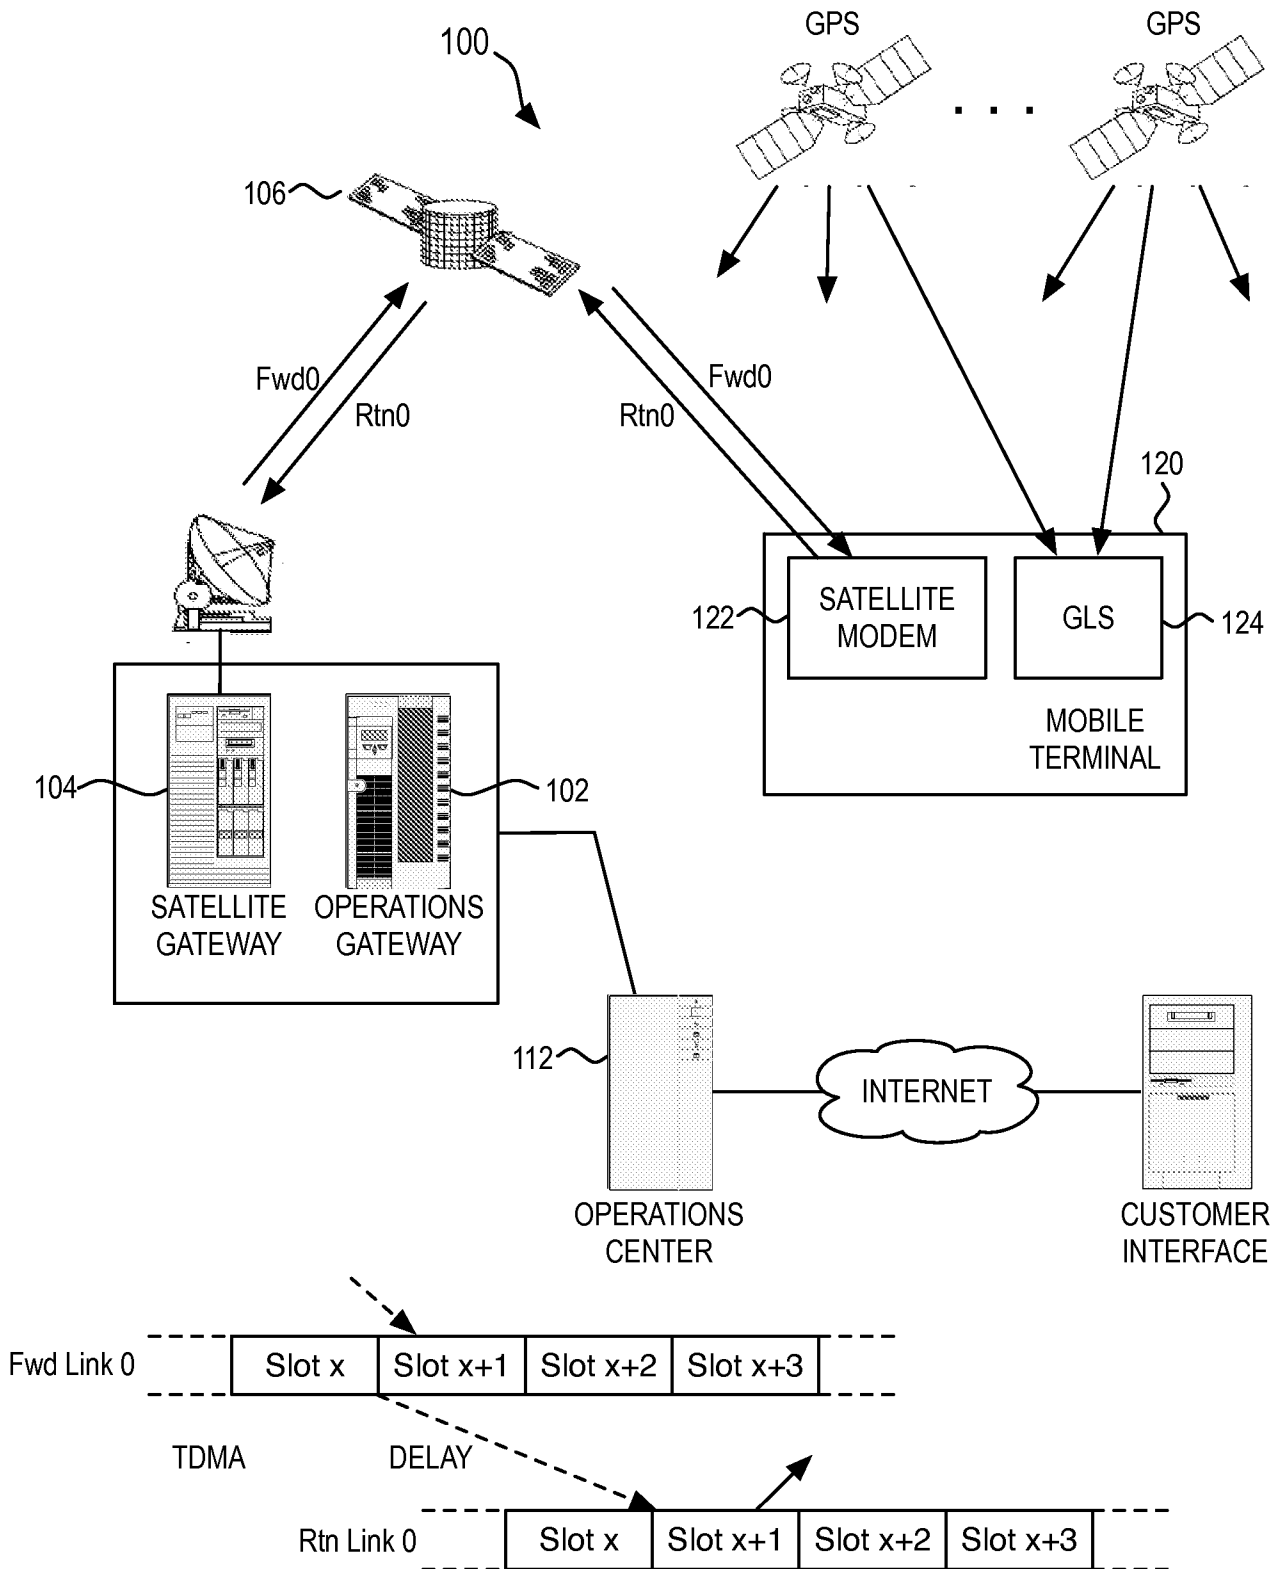 GPS
GPS
100
. . .
106
Fwd0
Rtn0
Fwd0
Rtn0
120
122
SATELLITE
MODEM
GLS
124
MOBILE
TERMINAL
104
102
SATELLITE
GATEWAY
OPERATIONS
GATEWAY
112
INTERNET
OPERATIONS
CENTER
CUSTOMER
INTERFACE
Fwd Link 0
Slot x
Slot x+1
Slot x+2
Slot x+3
TDMA
DELAY
Rtn Link 0
Slot x
Slot x+1
Slot x+2
Slot x+3